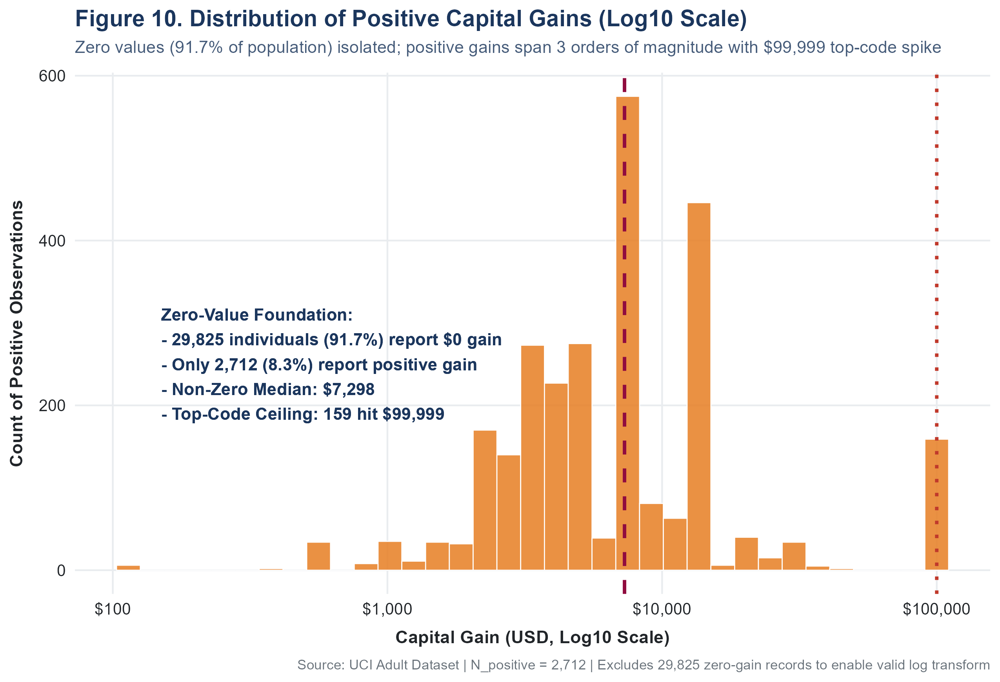 Figure 10. Distribution of Positive Capital Gains (Log10 Scale)
Zero values (91.7% of population) isolated; positive gains span 3 orders of magnitude with $99,999 top-code spike
Count of Positive Observations
600
400
200
0
Zero-Value Foundation:
- 29,825 individuals (91.7%) report $0 gain
- Only 2,712 (8.3%) report positive gain
- Non-Zero Median: $7,298
- Top-Code Ceiling: 159 hit $99,999
$100
$1,000
$10,000
$100,000
Capital Gain (USD, Log10 Scale)
Source: UCI Adult Dataset | N_positive = 2,712 | Excludes 29,825 zero-gain records to enable valid log transform